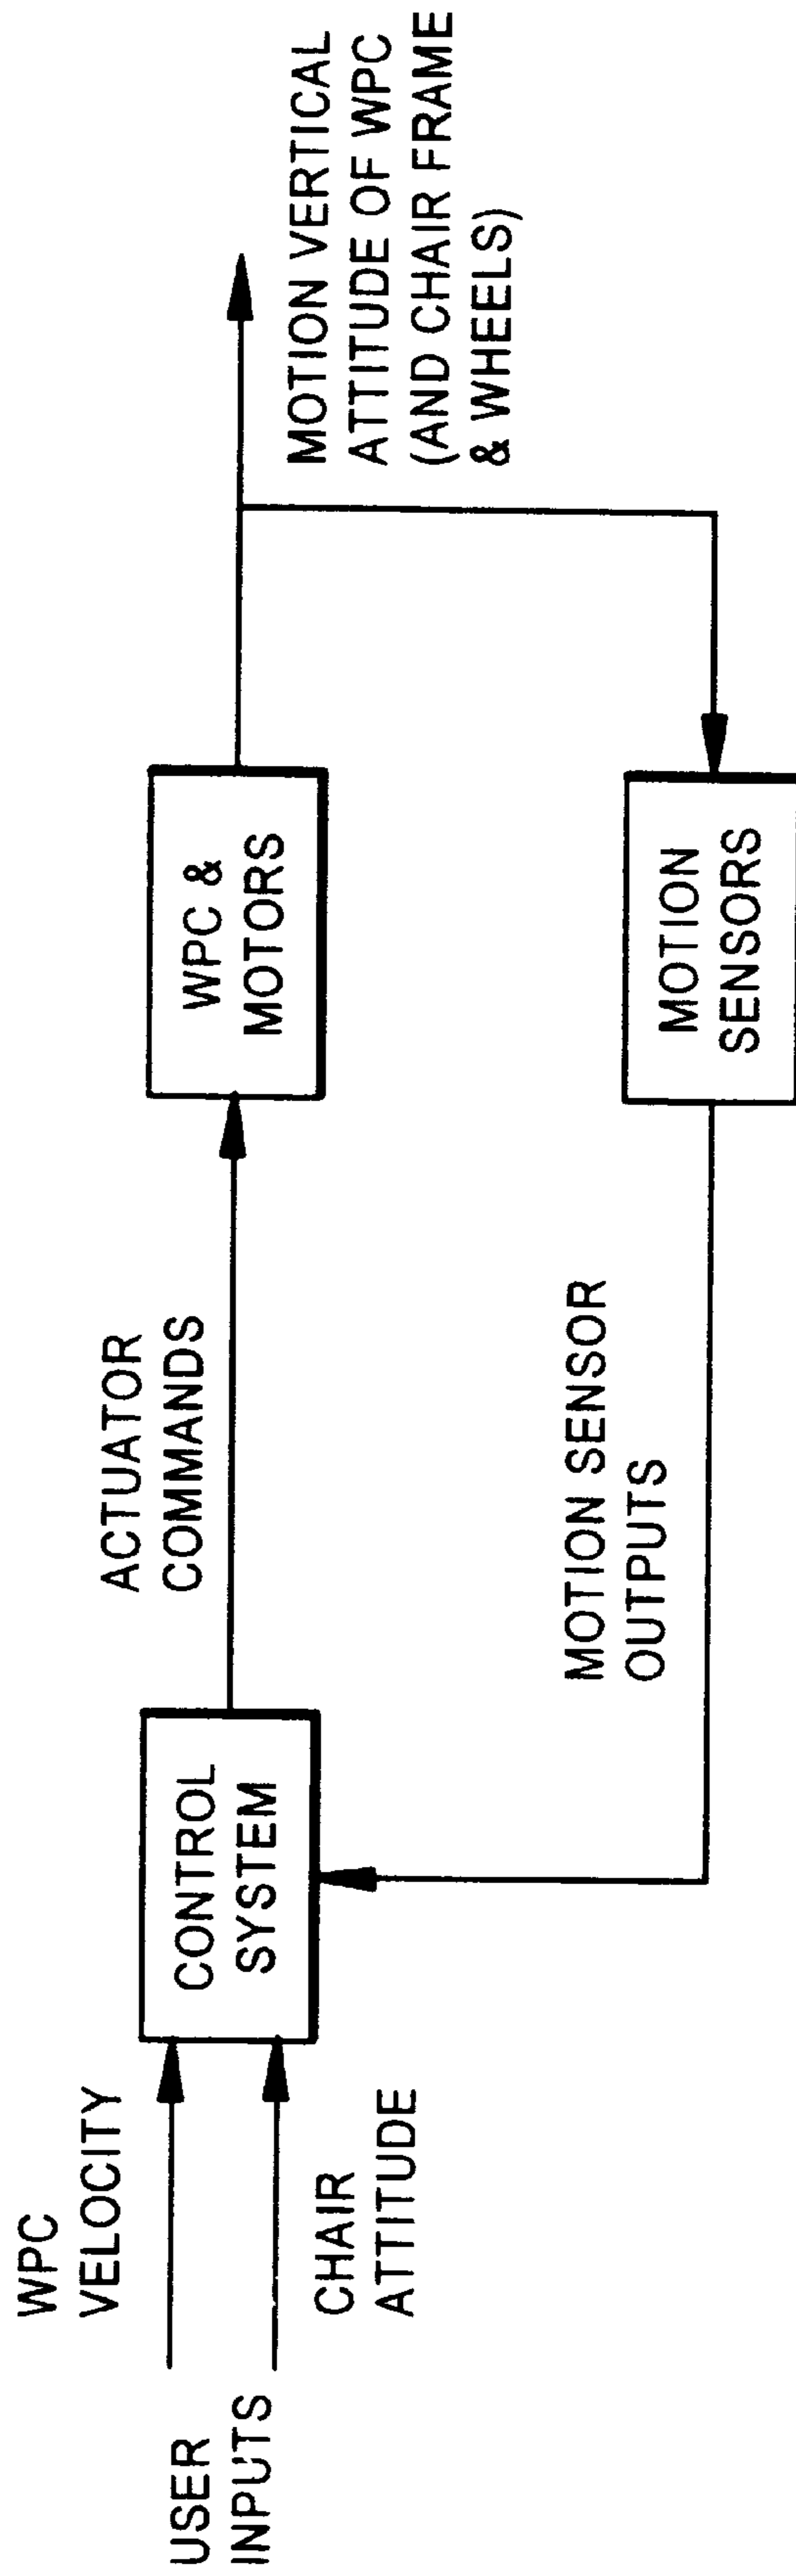 USER
INPUTS
WPC
VELOCITY
CHAIR
ATTITUDE
CONTROL
SYSTEM
ACTUATOR
COMMANDS
WPC &
MOTORS
MOTION VERTICAL
ATTITUDE OF WPC
(AND CHAIR FRAME
& WHEELS)
MOTION SENSOR
OUTPUTS
MOTION
SENSORS